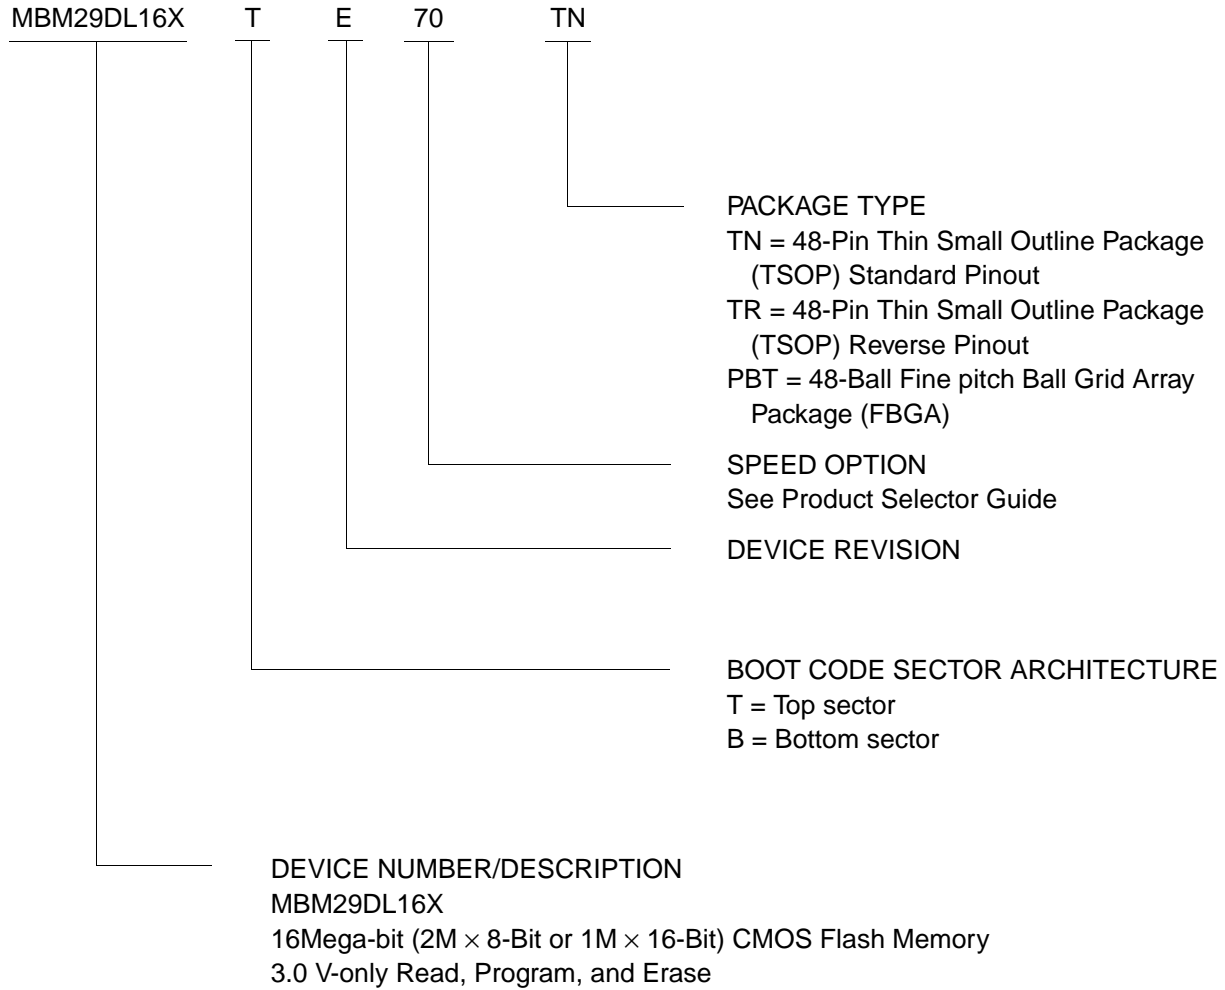 MBM29DL16X T E 70 TN
PACKAGE TYPE
TN = 48-Pin Thin Small Outline Package
(TSOP) Standard Pinout
TR = 48-Pin Thin Small Outline Package
(TSOP) Reverse Pinout
PBT = 48-Ball Fine pitch Ball Grid Array
Package (FBGA)
SPEED OPTION
See Product Selector Guide
DEVICE REVISION
BOOT CODE SECTOR ARCHITECTURE
T = Top sector
B = Bottom sector
DEVICE NUMBER/DESCRIPTION
MBM29DL16X
16Mega-bit (2M × 8-Bit or 1M × 16-Bit) CMOS Flash Memory
3.0 V-only Read, Program, and Erase